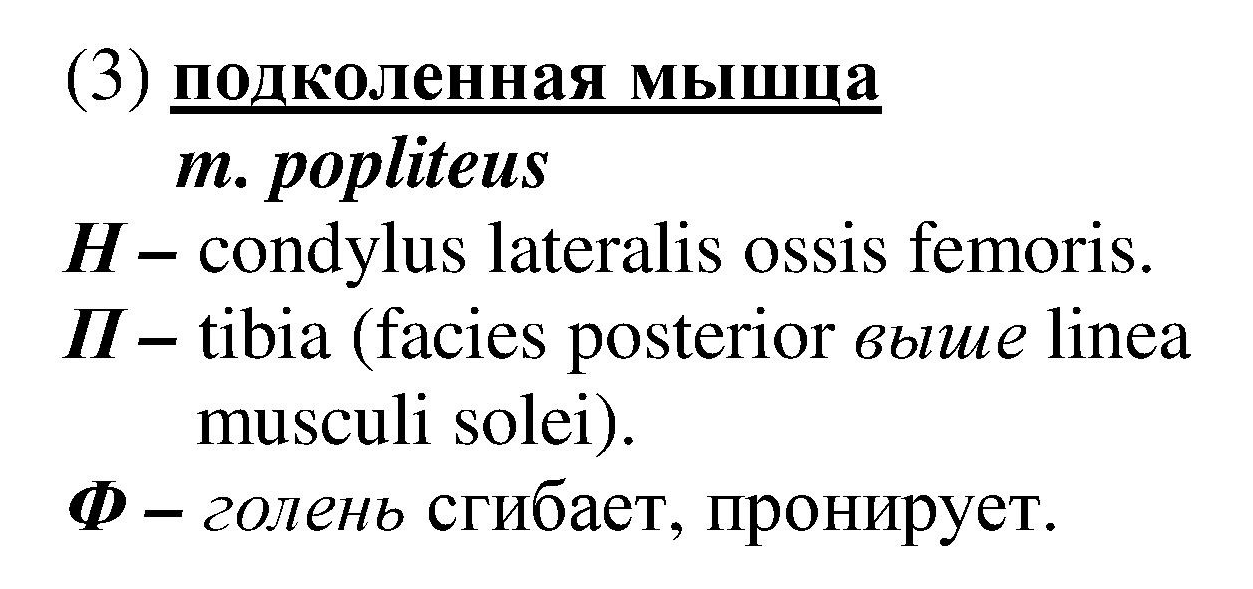 (3) подколенная мышца
m. popliteus
Н – condylus lateralis ossis femoris.
П – tibia (facies posterior выше linea
musculi solei).
Ф – голень сгибает, пронирует.